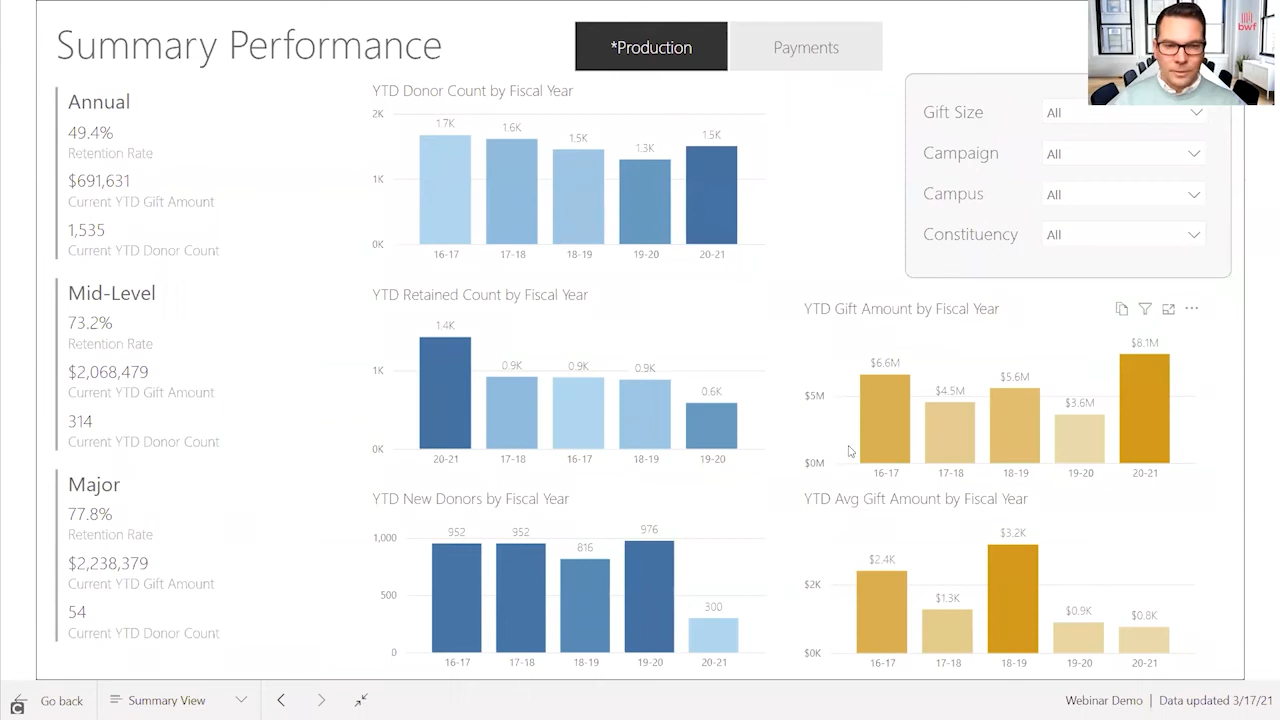 Summary Performance
*Production
Payments
bwf
Annual
49.4%
Retention Rate
$691,631
Current YTD Gift Amount
1,535
Current YTD Donor Count
Mid-Level
73.2%
Retention Rate
$2,068,479
Current YTD Gift Amount
314
Current YTD Donor Count
Major
77.8%
Retention Rate
$2,238,379
Current YTD Gift Amount
54
Current YTD Donor Count
YTD Donor Count by Fiscal Year
2K
1K
0K
1.7K 1.6K 1.5K 1.3K 1.5K
16-17 17-18 18-19 19-20 20-21
YTD Retained Count by Fiscal Year
1K
0K
1.4K 0.9K 0.9K 0.9K 0.6K
20-21 17-18 16-17 18-19 19-20
YTD New Donors by Fiscal Year
1,000
500
0
952 952 816 976 300
16-17 17-18 18-19 19-20 20-21
Gift Size All
Campaign All
Campus All
Constituency All
YTD Gift Amount by Fiscal Year
$5M
$0M
$6.6M $4.5M $5.6M $3.6M $8.1M
16-17 17-18 18-19 19-20 20-21
YTD Avg Gift Amount by Fiscal Year
$2K
$0K
$2.4K $1.3K $3.2K $0.9K $0.8K
16-17 17-18 18-19 19-20 20-21
Go back
Summary View
Webinar Demo | Data updated 3/17/21